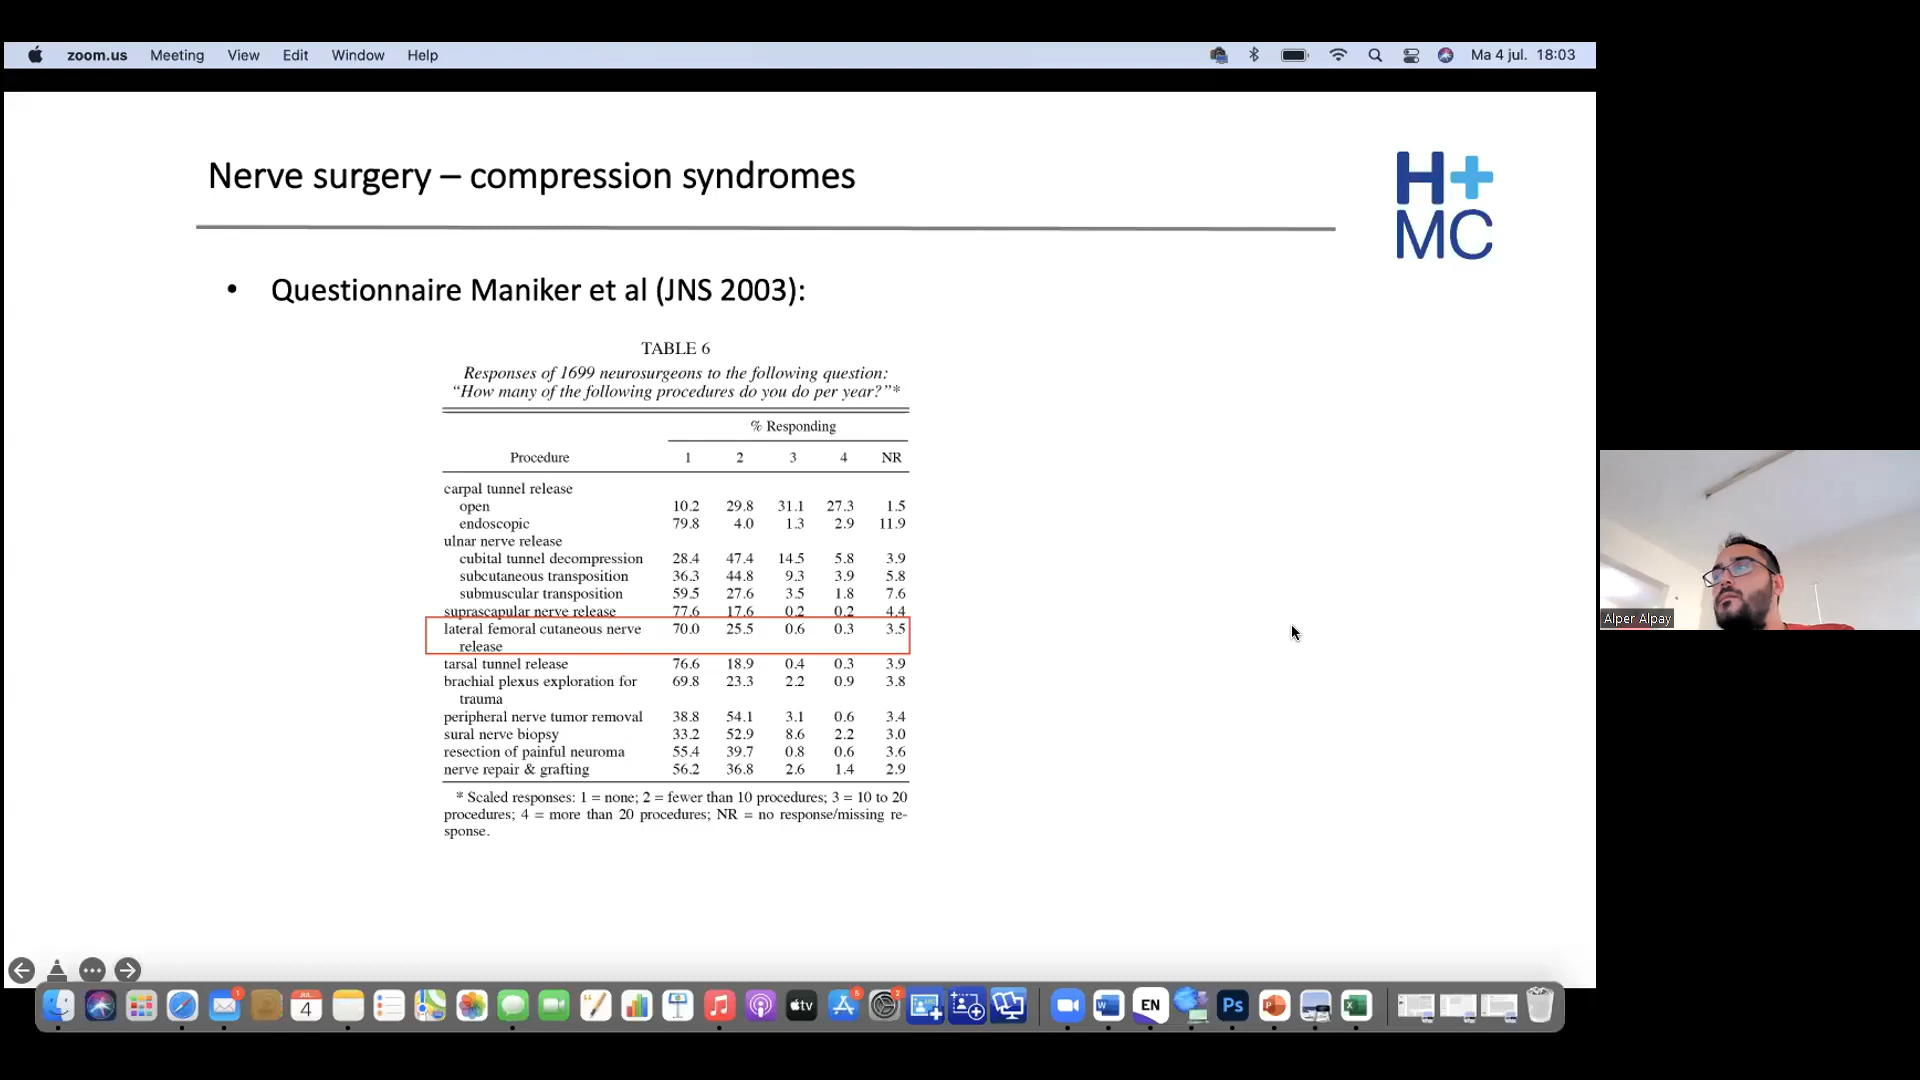 zoom.us Meeting View Edit Window Help Ma 4 jul. 18:03
Nerve surgery – compression syndromes
H+
MC
• Questionnaire Maniker et al (JNS 2003):
TABLE 6
Responses of 1699 neurosurgeons to the following question:
“How many of the following procedures do you do per year?”*
% Responding
Procedure 1 2 3 4 NR
carpal tunnel release
open 10.2 29.8 31.1 27.3 1.5
endoscopic 79.8 4.0 1.3 2.9 11.9
ulnar nerve release
cubital tunnel decompression 28.4 47.4 14.5 5.8 3.9
subcutaneous transposition 36.3 44.8 9.3 3.9 5.8
submuscular transposition 59.5 27.6 3.5 1.8 7.6
suprascapular nerve release 77.6 17.6 0.2 0.2 4.4
lateral femoral cutaneous nerve 70.0 25.5 0.6 0.3 3.5
release
tarsal tunnel release 76.6 18.9 0.4 0.3 3.9
brachial plexus exploration for 69.8 23.3 2.2 0.9 3.8
trauma
peripheral nerve tumor removal 38.8 54.1 3.1 0.6 3.4
sural nerve biopsy 33.2 52.9 8.6 2.2 3.0
resection of painful neuroma 55.4 39.7 0.8 0.6 3.6
nerve repair & grafting 56.2 36.8 2.6 1.4 2.9
* Scaled responses: 1 = none; 2 = fewer than 10 procedures; 3 = 10 to 20
procedures; 4 = more than 20 procedures; NR = no response/missing re-
sponse.
Alper Alpay
JUL
4
tv
EN
W
Ps
P
X